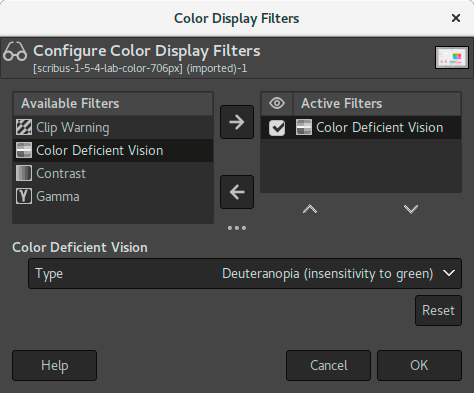 Color Display Filters
Configure Color Display Filters
[scribus-1-5-4-lab-color-706px] (imported)-1
Available Filters
Clip Warning
Color Deficient Vision
Contrast
Gamma
Active Filters
Color Deficient Vision
Color Deficient Vision
Type Deuteranopia (insensitivity to green)
Reset
Help Cancel OK